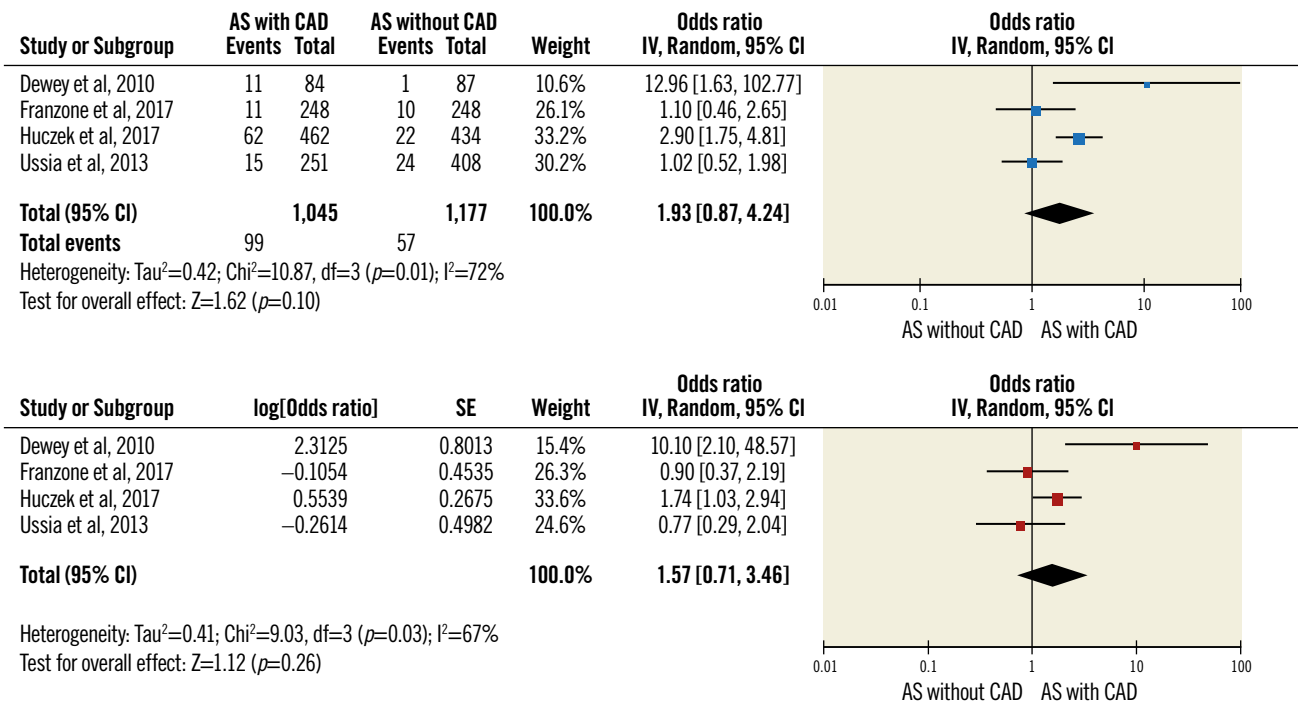 AS with CAD AS without CAD Odds ratio Odds ratio
Study or Subgroup Events Total Events Total Weight IV, Random, 95% CI IV, Random, 95% CI
Dewey et al, 2010 11 84 1 87 10.6% 12.96 [1.63, 102.77]
Franzone et al, 2017 11 248 10 248 26.1% 1.10 [0.46, 2.65]
Huczek et al, 2017 62 462 22 434 33.2% 2.90 [1.75, 4.81]
Ussia et al, 2013 15 251 24 408 30.2% 1.02 [0.52, 1.98]
Total (95% CI) 1,045 1,177 100.0% 1.93 [0.87, 4.24]
Total events 99 57
Heterogeneity: Tau²=0.42; Chi²=10.87, df=3 (p=0.01); I²=72%
Test for overall effect: Z=1.62 (p=0.10)
0.01 0.1 1 10 100
AS without CAD AS with CAD
Odds ratio Odds ratio
Study or Subgroup log[Odds ratio] SE Weight IV, Random, 95% CI IV, Random, 95% CI
Dewey et al, 2010 2.3125 0.8013 15.4% 10.10 [2.10, 48.57]
Franzone et al, 2017 –0.1054 0.4535 26.3% 0.90 [0.37, 2.19]
Huczek et al, 2017 0.5539 0.2675 33.6% 1.74 [1.03, 2.94]
Ussia et al, 2013 –0.2614 0.4982 24.6% 0.77 [0.29, 2.04]
Total (95% CI) 100.0% 1.57 [0.71, 3.46]
Heterogeneity: Tau²=0.41; Chi²=9.03, df=3 (p=0.03); I²=67%
Test for overall effect: Z=1.12 (p=0.26)
0.01 0.1 1 10 100
AS without CAD AS with CAD